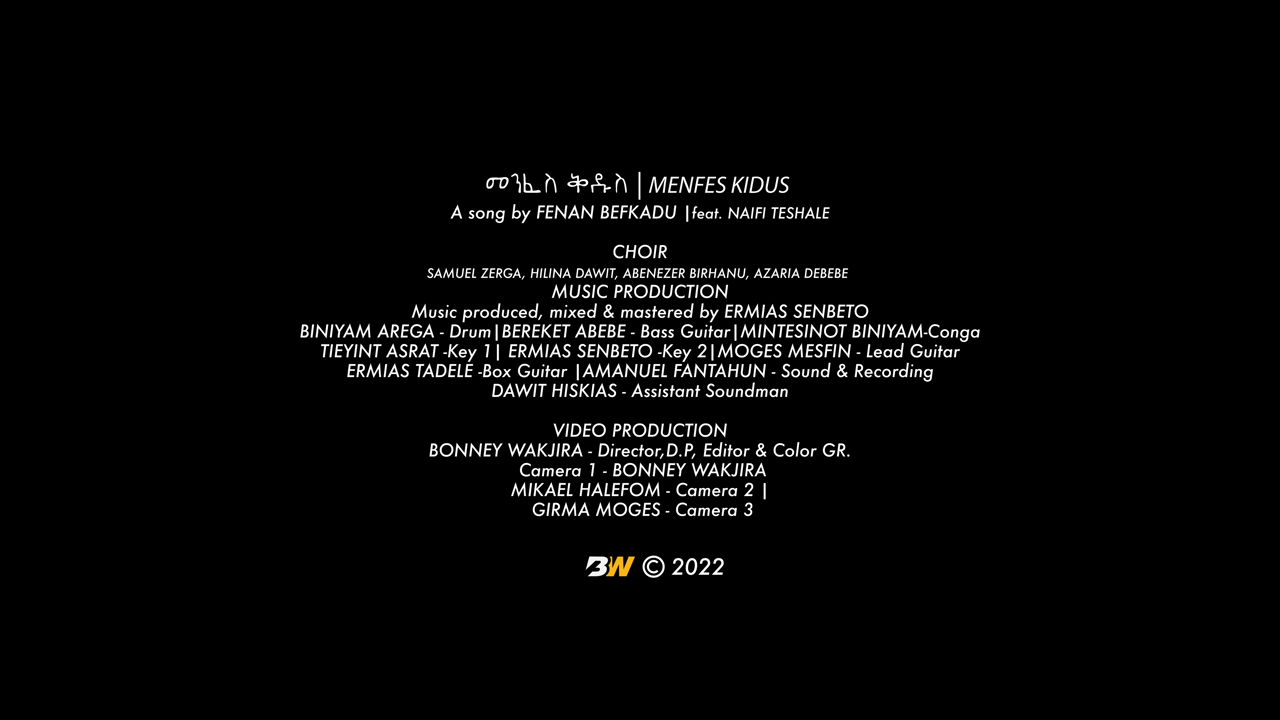 መንፈስ ቅዱስ | MENFES KIDUS
A song by FENAN BEFKADU |feat. NAIFI TESHALE
CHOIR
SAMUEL ZERGA, HILINA DAWIT, ABENEZER BIRHANU, AZARIA DEBEBE
MUSIC PRODUCTION
Music produced, mixed & mastered by ERMIAS SENBETO
BINIYAM AREGA - Drum|BEREKET ABEBE - Bass Guitar|MINTESINOT BINIYAM-Conga
TIEYINT ASRAT -Key 1| ERMIAS SENBETO -Key 2|MOGES MESFIN - Lead Guitar
ERMIAS TADELE -Box Guitar |AMANUEL FANTAHUN - Sound & Recording
DAWIT HISKIAS - Assistant Soundman
VIDEO PRODUCTION
BONNEY WAKJIRA - Director,D.P, Editor & Color GR.
Camera 1 - BONNEY WAKJIRA
MIKAEL HALEFOM - Camera 2 |
GIRMA MOGES - Camera 3
BW © 2022